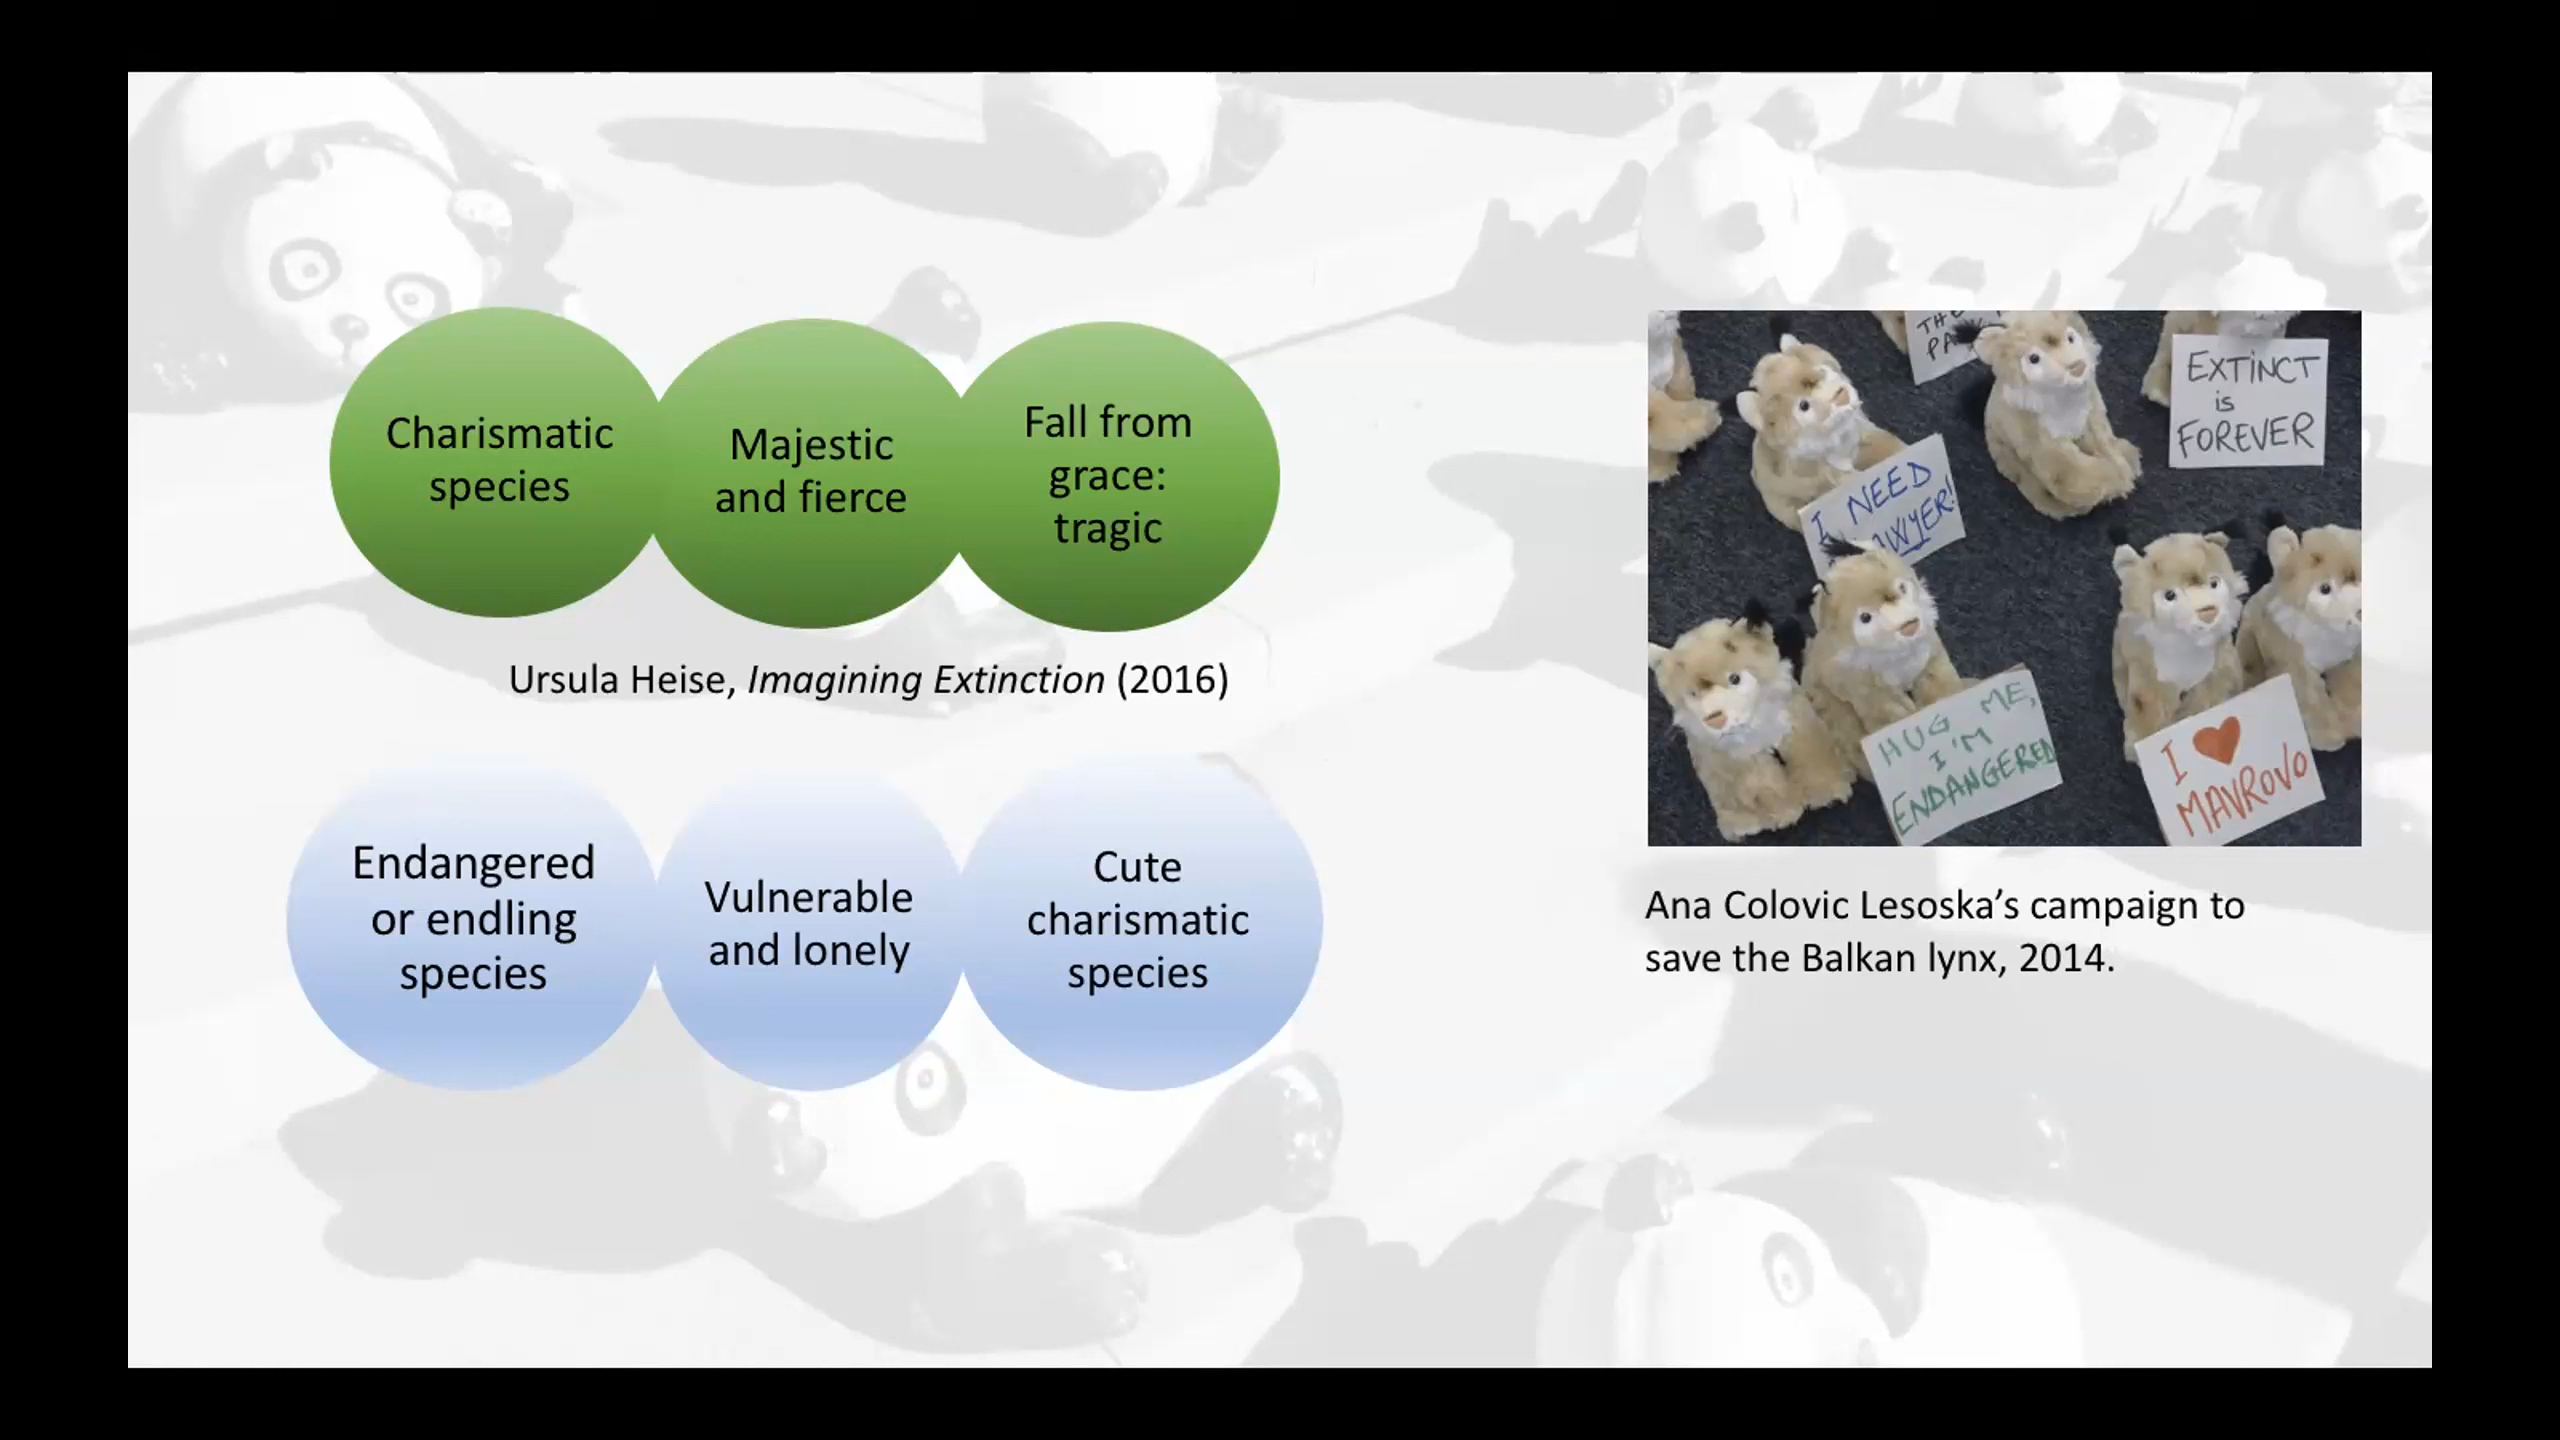 Charismatic
species
Majestic
and fierce
Fall from
grace:
tragic
Ursula Heise, Imagining Extinction (2016)
Endangered
or endling
species
Vulnerable
and lonely
Cute
charismatic
species
THE
I NEED
EXTINCT
is
FOREVER
HUG ME,
I'M
ENDANGERED
I ❤
MAVROVO
Ana Colovic Lesoska’s campaign to
save the Balkan lynx, 2014.